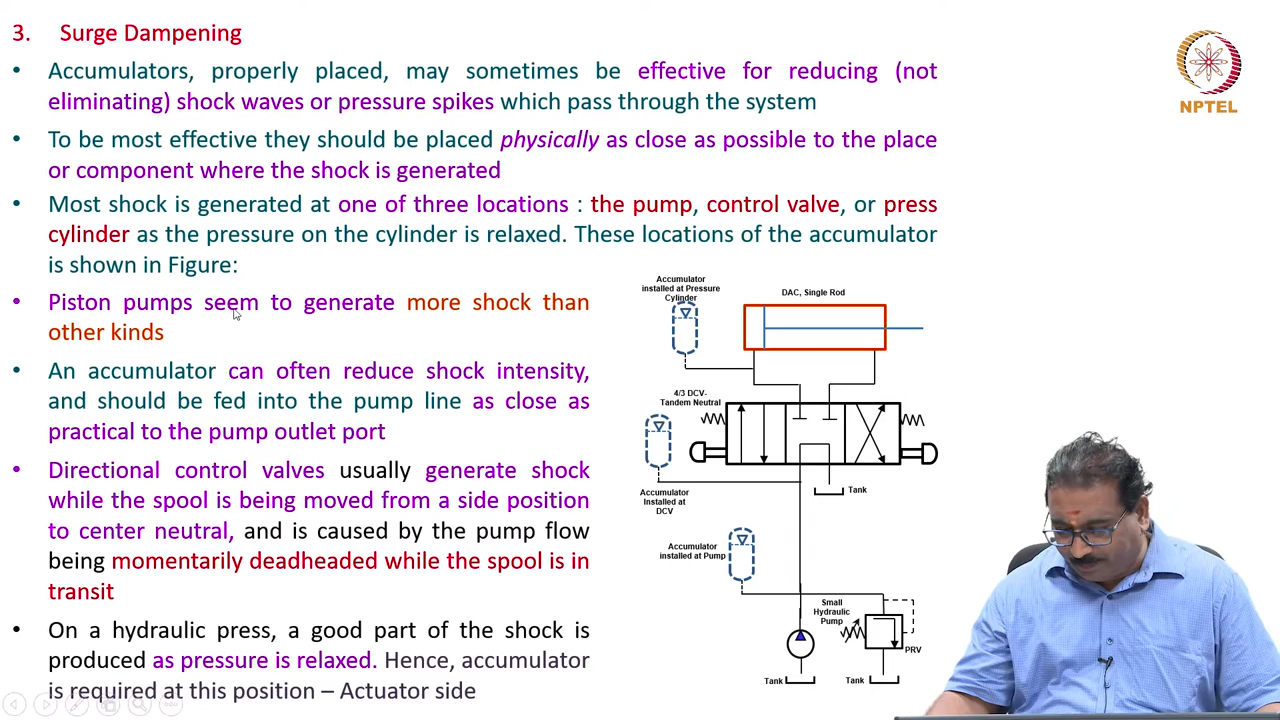 3. Surge Dampening
• Accumulators, properly placed, may sometimes be effective for reducing (not
eliminating) shock waves or pressure spikes which pass through the system
• To be most effective they should be placed physically as close as possible to the place
or component where the shock is generated
• Most shock is generated at one of three locations : the pump, control valve, or press
cylinder as the pressure on the cylinder is relaxed. These locations of the accumulator
is shown in Figure:
• Piston pumps seem to generate more shock than
other kinds
• An accumulator can often reduce shock intensity,
and should be fed into the pump line as close as
practical to the pump outlet port
• Directional control valves usually generate shock
while the spool is being moved from a side position
to center neutral, and is caused by the pump flow
being momentarily deadheaded while the spool is in
transit
• On a hydraulic press, a good part of the shock is
produced as pressure is relaxed. Hence, accumulator
is required at this position – Actuator side
Accumulator
installed at Pressure
Cylinder
DAC, Single Rod
4/3 DCV-
Tandem Neutral
Accumulator
Installed at
DCV
Tank
Accumulator
installed at Pump
Small
Hydraulic
Pump
PRV
Tank
Tank
NPTEL